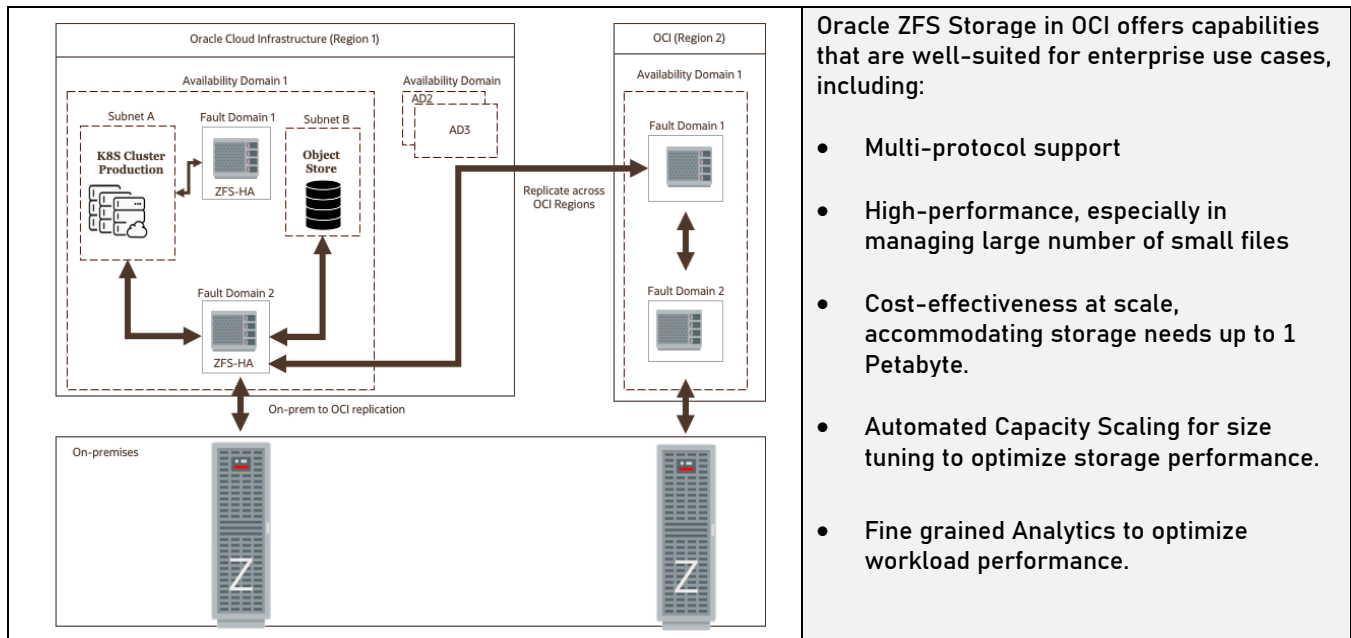 Oracle Cloud Infrastructure (Region 1)
Availability Domain 1
Availability Domain
AD2
AD3
Subnet A
K8S Cluster
Production
Fault Domain 1
ZFS-HA
Subnet B
Object
Store
Fault Domain 2
ZFS-HA
On-prem to OCI replication
Replicate across
OCI Regions
OCI (Region 2)
Availability Domain 1
Fault Domain 1
Fault Domain 2
On-premises
Z
Z
Oracle ZFS Storage in OCI offers capabilities
that are well-suited for enterprise use cases,
including:
• Multi-protocol support
• High-performance, especially in
managing large number of small files
• Cost-effectiveness at scale,
accommodating storage needs up to 1
Petabyte.
• Automated Capacity Scaling for size
tuning to optimize storage performance.
• Fine grained Analytics to optimize
workload performance.